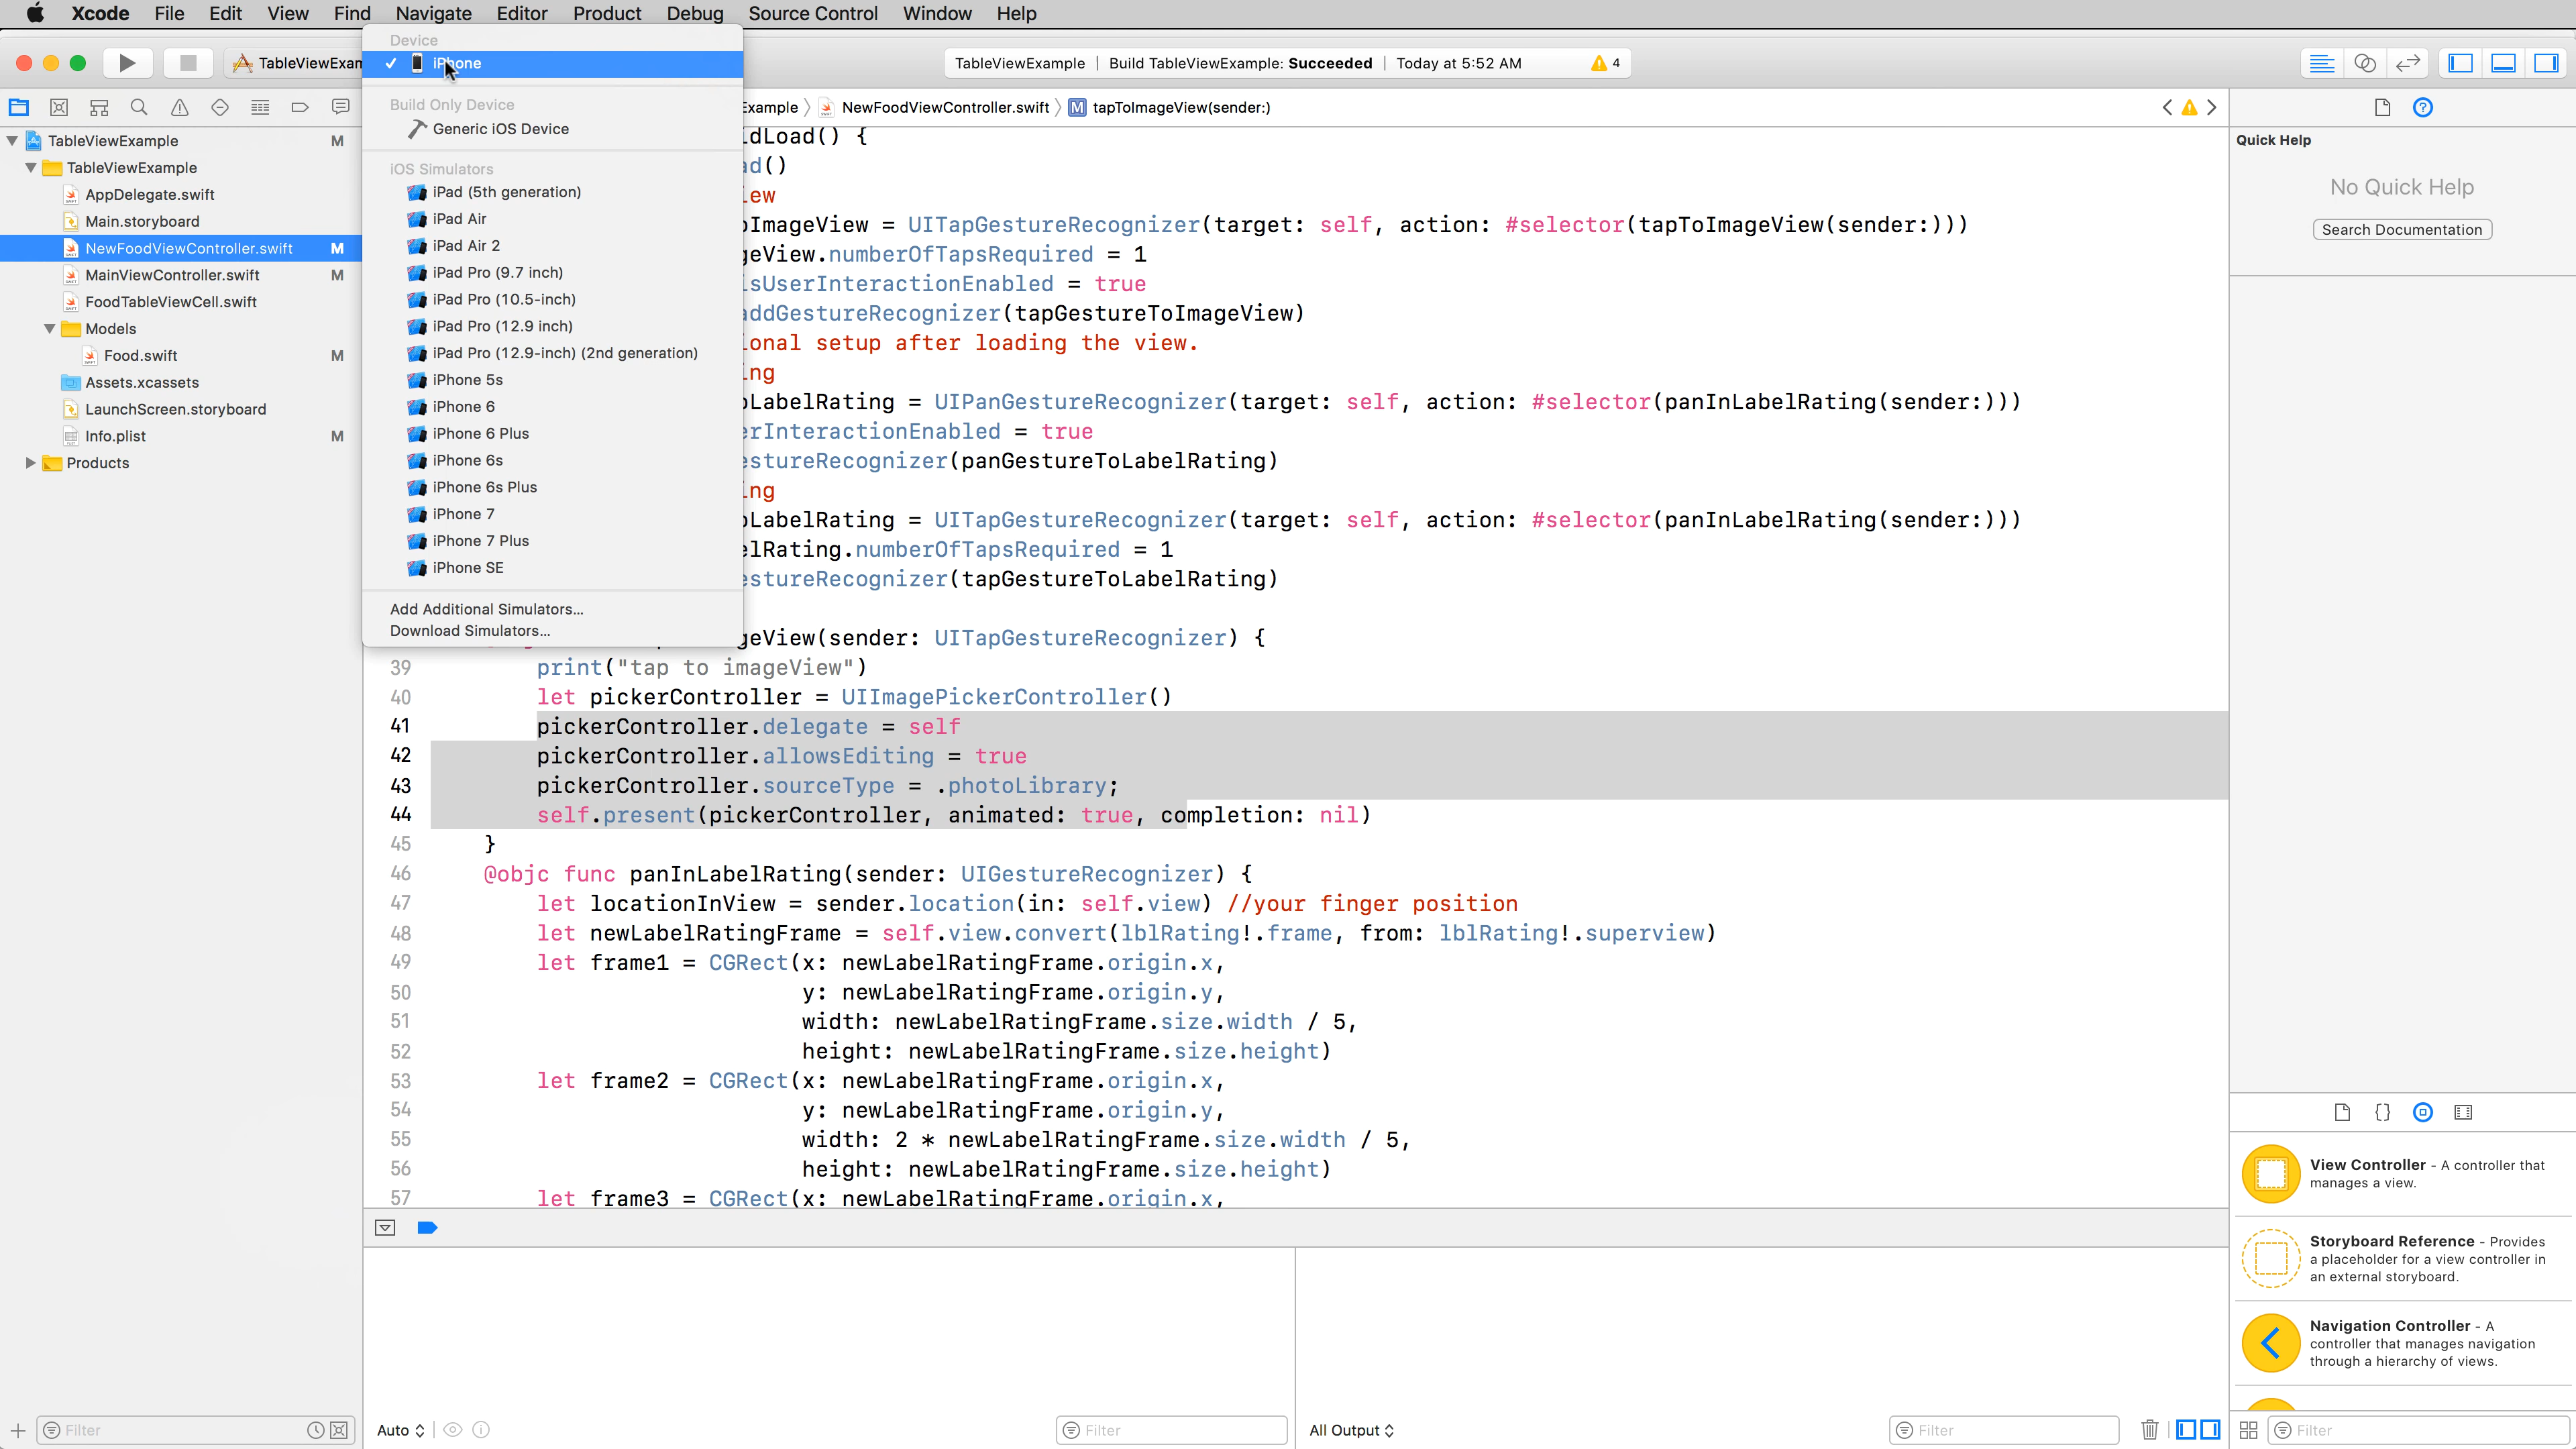 Xcode File Edit View Find Navigate Editor Product Debug Source Control Window Help
TableViewExam
TableViewExample | Build TableViewExample: Succeeded | Today at 5:52 AM 4
Device
iPhone
Build Only Device
Generic iOS Device
iOS Simulators
iPad (5th generation)
iPad Air
iPad Air 2
iPad Pro (9.7 inch)
iPad Pro (10.5-inch)
iPad Pro (12.9 inch)
iPad Pro (12.9-inch) (2nd generation)
iPhone 5s
iPhone 6
iPhone 6 Plus
iPhone 6s
iPhone 6s Plus
iPhone 7
iPhone 7 Plus
iPhone SE
Add Additional Simulators...
Download Simulators...
TableViewExample M
TableViewExample
AppDelegate.swift
Main.storyboard
NewFoodViewController.swift M
MainViewController.swift M
FoodTableViewCell.swift
Models
Food.swift M
Assets.xcassets
LaunchScreen.storyboard
Info.plist M
Products
Example NewFoodViewController.swift M tapToImageView(sender:)
dLoad() {
ad()
iew
oImageView = UITapGestureRecognizer(target: self, action: #selector(tapToImageView(sender:)))
geView.numberOfTapsRequired = 1
isUserInteractionEnabled = true
addGestureRecognizer(tapGestureToImageView)
ional setup after loading the view.
ing
oLabelRating = UIPanGestureRecognizer(target: self, action: #selector(panInLabelRating(sender:)))
erInteractionEnabled = true
estureRecognizer(panGestureToLabelRating)
ing
oLabelRating = UITapGestureRecognizer(target: self, action: #selector(panInLabelRating(sender:)))
elRating.numberOfTapsRequired = 1
estureRecognizer(tapGestureToLabelRating)
geView(sender: UITapGestureRecognizer) {
39 print("tap to imageView")
40 let pickerController = UIImagePickerController()
41 pickerController.delegate = self
42 pickerController.allowsEditing = true
43 pickerController.sourceType = .photoLibrary;
44 self.present(pickerController, animated: true, completion: nil)
45 }
46 @objc func panInLabelRating(sender: UIGestureRecognizer) {
47 let locationInView = sender.location(in: self.view) //your finger position
48 let newLabelRatingFrame = self.view.convert(lblRating!.frame, from: lblRating!.superview)
49 let frame1 = CGRect(x: newLabelRatingFrame.origin.x,
50 y: newLabelRatingFrame.origin.y,
51 width: newLabelRatingFrame.size.width / 5,
52 height: newLabelRatingFrame.size.height)
53 let frame2 = CGRect(x: newLabelRatingFrame.origin.x,
54 y: newLabelRatingFrame.origin.y,
55 width: 2 * newLabelRatingFrame.size.width / 5,
56 height: newLabelRatingFrame.size.height)
57 let frame3 = CGRect(x: newLabelRatingFrame.origin.x,
Quick Help
No Quick Help
Search Documentation
View Controller - A controller that
manages a view.
Storyboard Reference - Provides
a placeholder for a view controller in
an external storyboard.
Navigation Controller - A
controller that manages navigation
through a hierarchy of views.
Filter
Auto
Filter
All Output
Filter
Filter